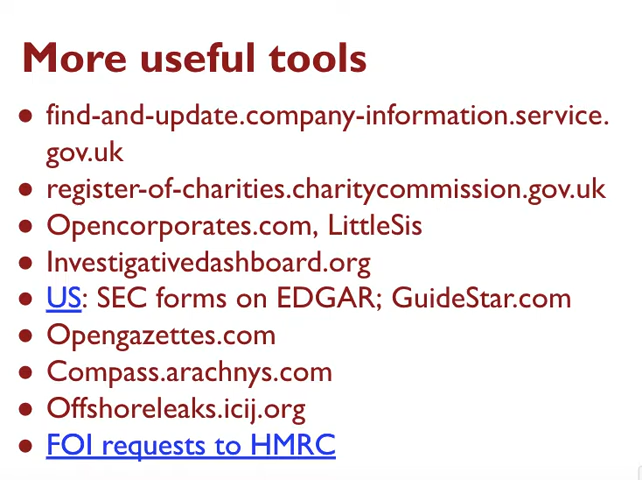 More useful tools
● find-and-update.company-information.service.
gov.uk
● register-of-charities.charitycommission.gov.uk
● Opencorporates.com, LittleSis
● Investigativedashboard.org
● US: SEC forms on EDGAR; GuideStar.com
● Opengazettes.com
● Compass.arachnys.com
● Offshoreleaks.icij.org
● FOI requests to HMRC